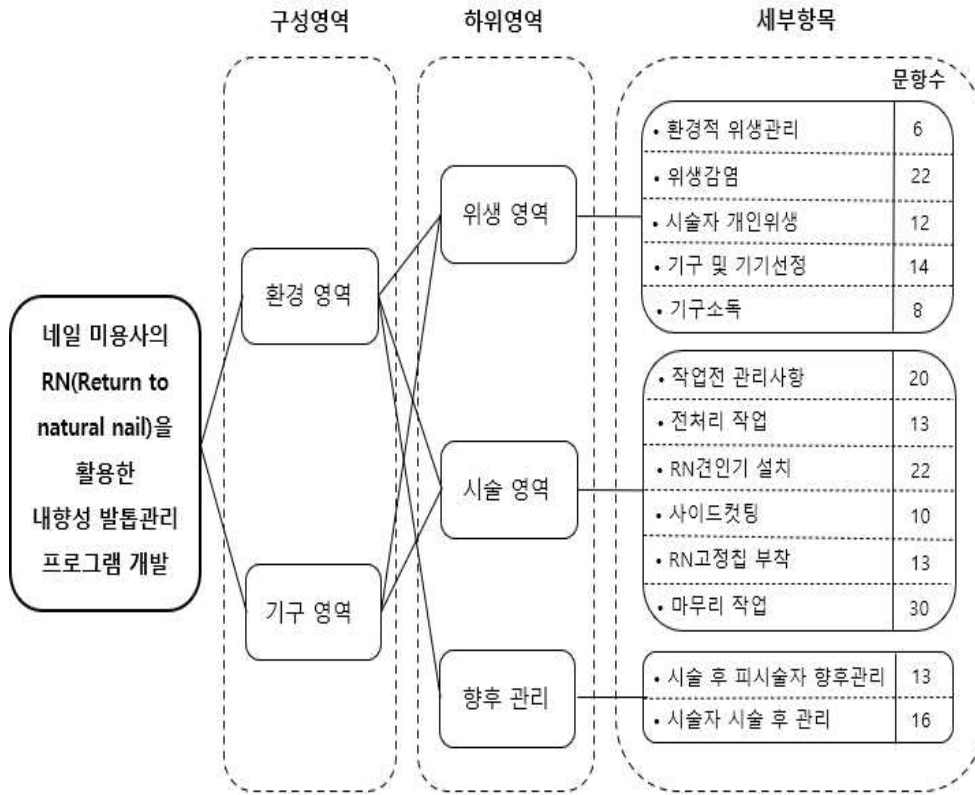 구성영역
하위영역
세부항목
문항수
네일 미용사의
RN(Return to
natural nail)을
활용한
내향성 발톱관리
프로그램 개발
환경 영역
기구 영역
위생 영역
시술 영역
향후 관리
• 환경적 위생관리 6
• 위생감염 22
• 시술자 개인위생 12
• 기구 및 기기선정 14
• 기구소독 8
• 작업전 관리사항 20
• 전처리 작업 13
• RN견인기 설치 22
• 사이드컷팅 10
• RN고정칩 부착 13
• 마무리 작업 30
• 시술 후 피시술자 향후관리 13
• 시술자 시술 후 관리 16